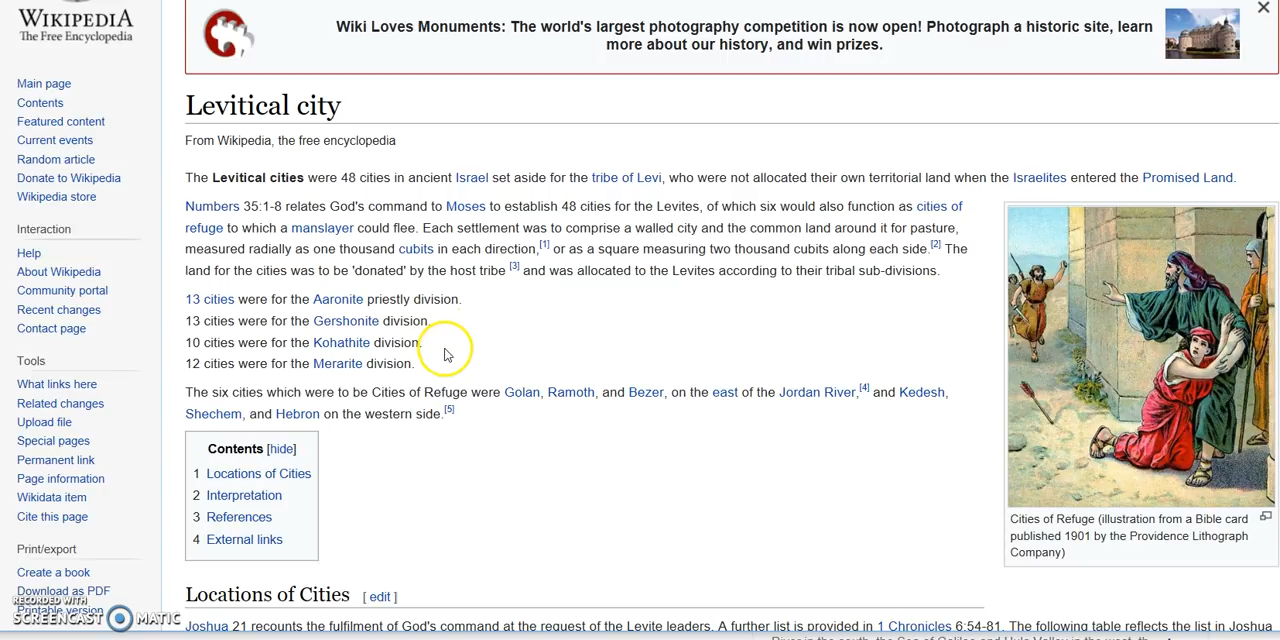 WIKIPEDIA
The Free Encyclopedia
Main page
Contents
Featured content
Current events
Random article
Donate to Wikipedia
Wikipedia store
Interaction
Help
About Wikipedia
Community portal
Recent changes
Contact page
Tools
What links here
Related changes
Upload file
Special pages
Permanent link
Page information
Wikidata item
Cite this page
Print/export
Create a book
Download as PDF
Printable version
RECORDED WITH
SCREENCAST MATIC
Wiki Loves Monuments: The world's largest photography competition is now open! Photograph a historic site, learn
more about our history, and win prizes.
Levitical city
From Wikipedia, the free encyclopedia
The Levitical cities were 48 cities in ancient Israel set aside for the tribe of Levi, who were not allocated their own territorial land when the Israelites entered the Promised Land.
Numbers 35:1-8 relates God's command to Moses to establish 48 cities for the Levites, of which six would also function as cities of
refuge to which a manslayer could flee. Each settlement was to comprise a walled city and the common land around it for pasture,
measured radially as one thousand cubits in each direction,[1] or as a square measuring two thousand cubits along each side.[2] The
land for the cities was to be 'donated' by the host tribe [3] and was allocated to the Levites according to their tribal sub-divisions.
13 cities were for the Aaronite priestly division.
13 cities were for the Gershonite division.
10 cities were for the Kohathite division.
12 cities were for the Merarite division.
The six cities which were to be Cities of Refuge were Golan, Ramoth, and Bezer, on the east of the Jordan River,[4] and Kedesh,
Shechem, and Hebron on the western side.[5]
Contents [hide]
1 Locations of Cities
2 Interpretation
3 References
4 External links
Cities of Refuge (illustration from a Bible card
published 1901 by the Providence Lithograph
Company)
Locations of Cities [ edit ]
Joshua 21 recounts the fulfilment of God's command at the request of the Levite leaders. A further list is provided in 1 Chronicles 6:54-81. The following table reflects the list in Joshua